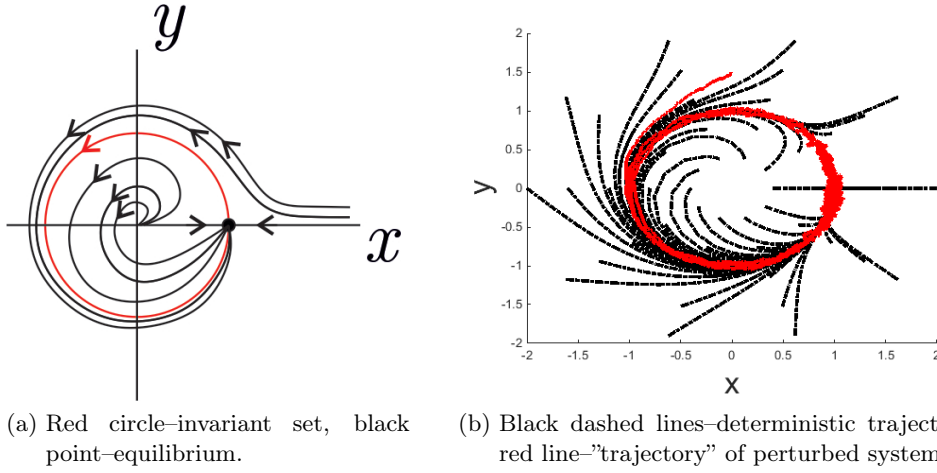 y
x
2
1.5
1
0.5
0
-0.5
-1
-1.5
-2
y
-2 -1.5 -1 -0.5 0 0.5 1 1.5 2
x
(a) Red circle–invariant set, black
point–equilibrium.
(b) Black dashed lines–deterministic traject
red line–”trajectory” of perturbed system